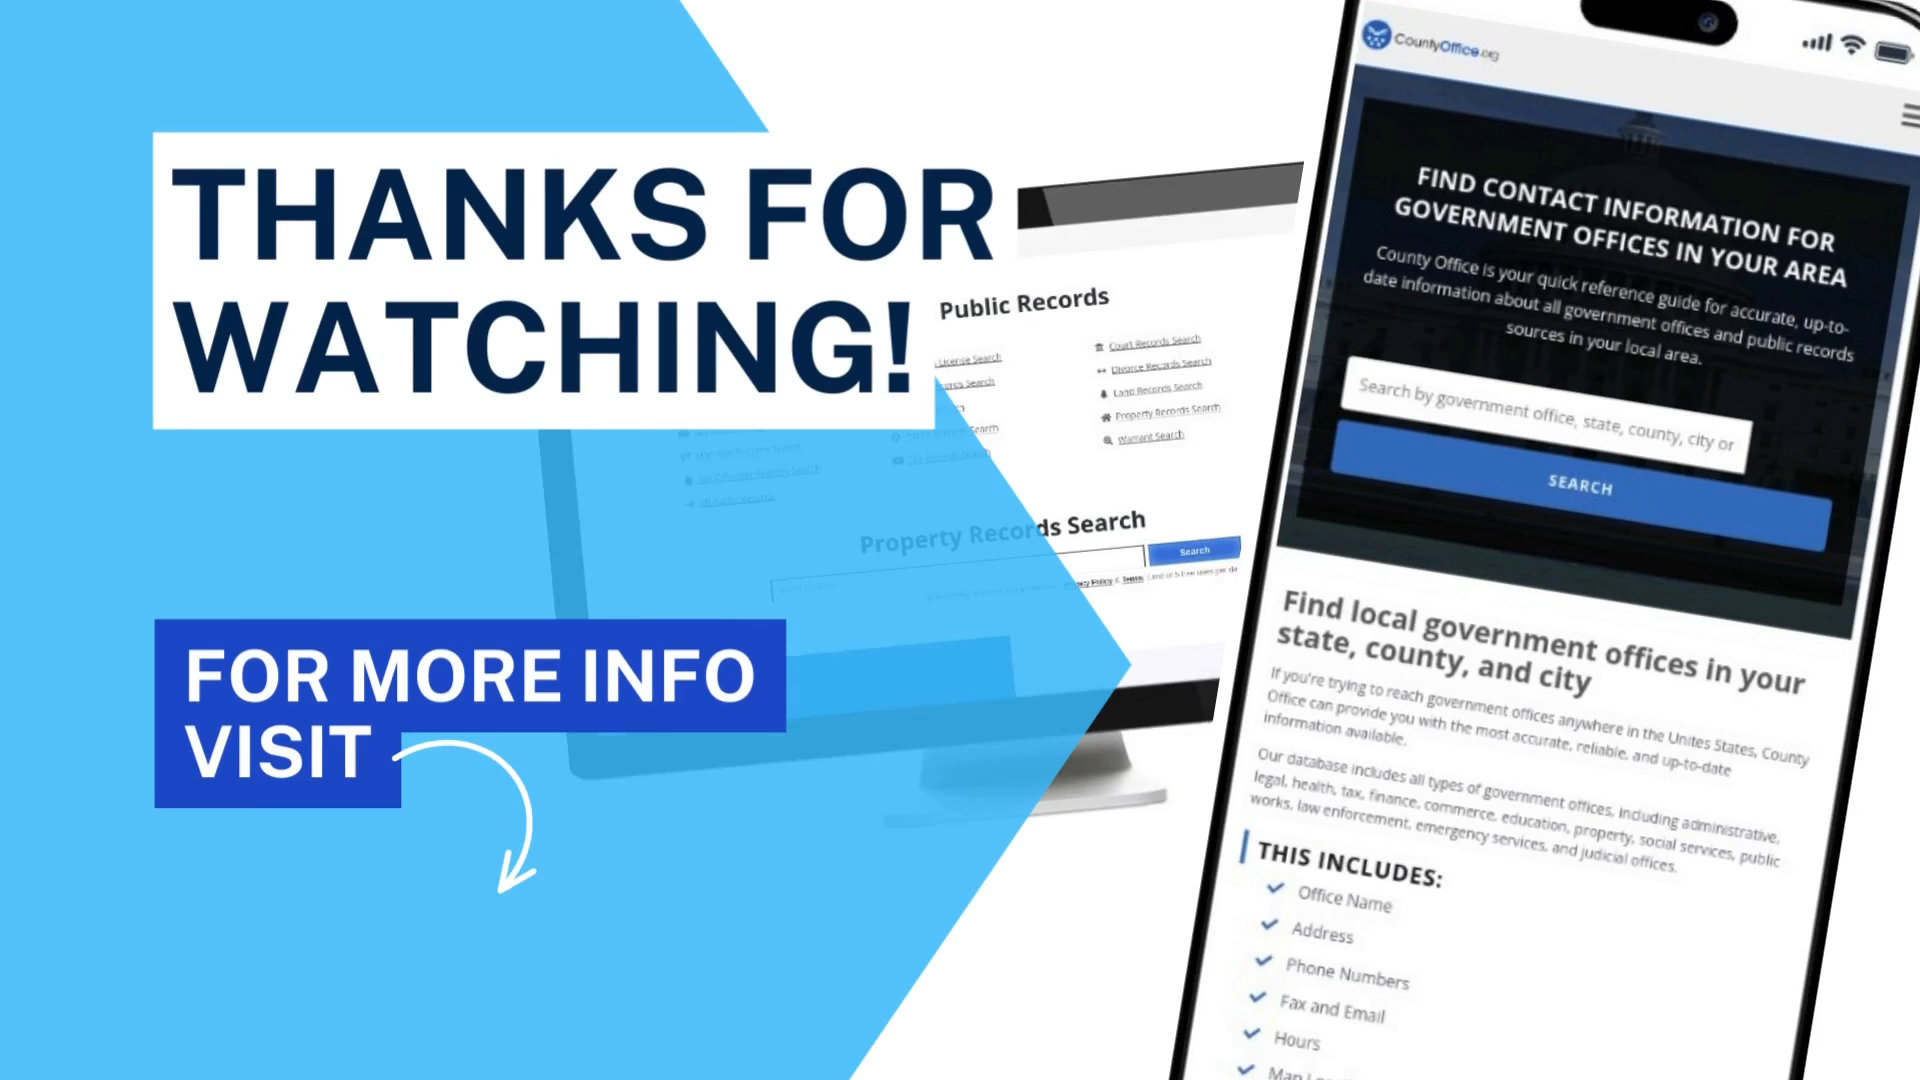 THANKS FOR
WATCHING!
FOR MORE INFO
VISIT
Public Records
License Search
Search
Search
Court Records Search
Divorce Records Search
Land Records Search
Property Records Search
Warrant Search
Property Records Search
Search
Policy & Terms
CountyOffice.org
FIND CONTACT INFORMATION FOR
GOVERNMENT OFFICES IN YOUR AREA
County Office is your quick reference guide for accurate, up-to-
date information about all government offices and public records
sources in your local area.
Search by government office, state, county, city or
SEARCH
Find local government offices in your
state, county, and city
If you're trying to reach government offices anywhere in the Unites States, County
Office can provide you with the most accurate, reliable, and up-to-date
information available.
Our database includes all types of government offices, including administrative,
legal, health, tax, finance, commerce, education, property, social services, public
works, law enforcement, emergency services, and judicial offices.
THIS INCLUDES:
Office Name
Address
Phone Numbers
Fax and Email
Hours
Map